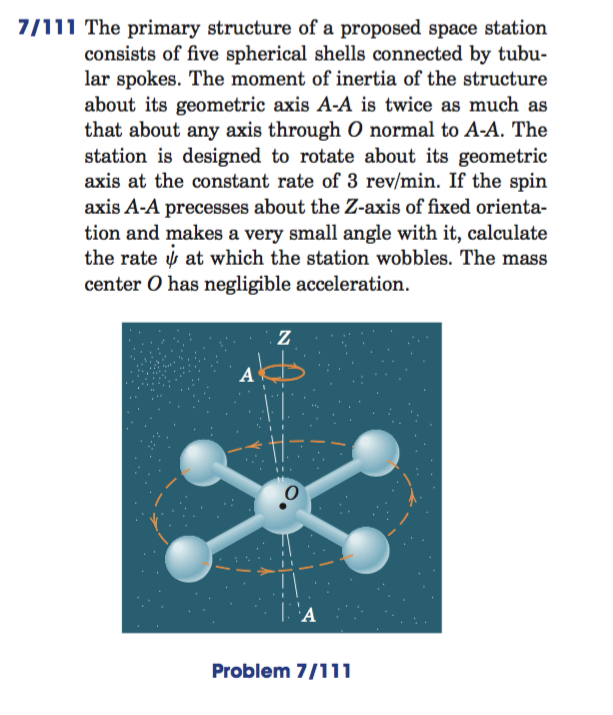 7/111 The primary structure of a proposed space station
consists of five spherical shells connected by tubu-
lar spokes. The moment of inertia of the structure
about its geometric axis A-A is twice as much as
that about any axis through O normal to A-A. The
station is designed to rotate about its geometric
axis at the constant rate of 3 rev/min. If the spin
axis A-A precesses about the Z-axis of fixed orienta-
tion and makes a very small angle with it, calculate
the rate ψ̇ at which the station wobbles. The mass
center O has negligible acceleration.
Z
A
O
A
Problem 7/111